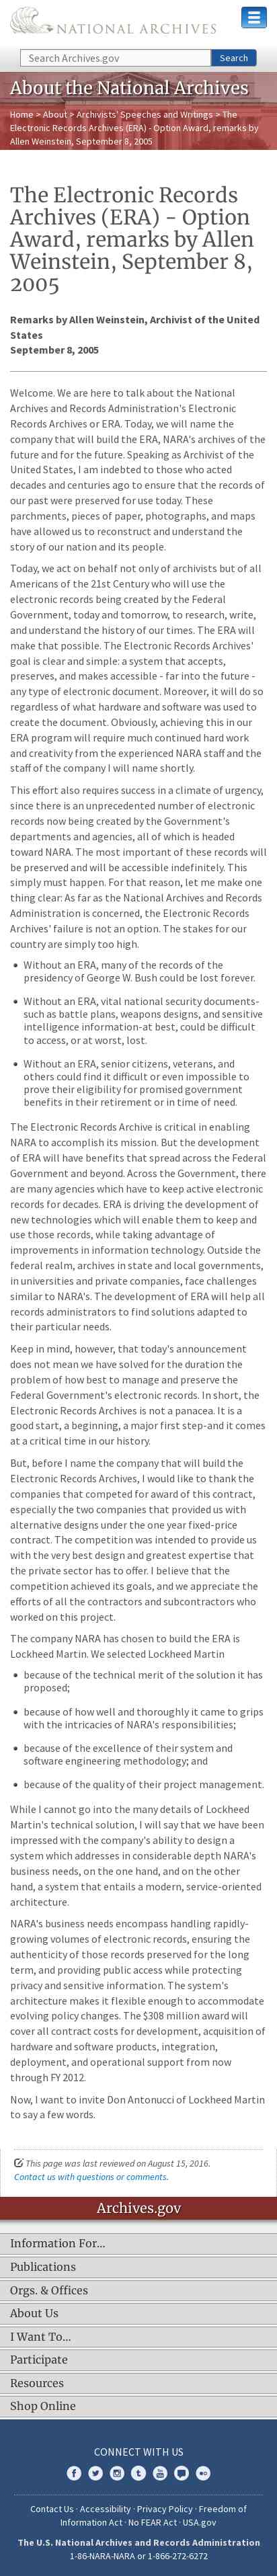 NATIONAL ARCHIVES
Search Archives.gov
Search
About the National Archives
Home > About > Archivists' Speeches and Writings > The
Electronic Records Archives (ERA) - Option Award, remarks by
Allen Weinstein, September 8, 2005
The Electronic Records
Archives (ERA) - Option
Award, remarks by Allen
Weinstein, September 8,
2005
Remarks by Allen Weinstein, Archivist of the United
States
September 8, 2005
Welcome. We are here to talk about the National
Archives and Records Administration's Electronic
Records Archives or ERA. Today, we will name the
company that will build the ERA, NARA's archives of the
future and for the future. Speaking as Archivist of the
United States, I am indebted to those who acted
decades and centuries ago to ensure that the records of
our past were preserved for use today. These
parchments, pieces of paper, photographs, and maps
have allowed us to reconstruct and understand the
story of our nation and its people.
Today, we act on behalf not only of archivists but of all
Americans of the 21st Century who will use the
electronic records being created by the Federal
Government, today and tomorrow, to research, write,
and understand the history of our times. The ERA will
make that possible. The Electronic Records Archives'
goal is clear and simple: a system that accepts,
preserves, and makes accessible - far into the future -
any type of electronic document. Moreover, it will do so
regardless of what hardware and software was used to
create the document. Obviously, achieving this in our
ERA program will require much continued hard work
and creativity from the experienced NARA staff and the
staff of the company I will name shortly.
This effort also requires success in a climate of urgency,
since there is an unprecedented number of electronic
records now being created by the Government's
departments and agencies, all of which is headed
toward NARA. The most important of these records will
be preserved and will be accessible indefinitely. This
simply must happen. For that reason, let me make one
thing clear: As far as the National Archives and Records
Administration is concerned, the Electronic Records
Archives' failure is not an option. The stakes for our
country are simply too high.
• Without an ERA, many of the records of the
presidency of George W. Bush could be lost forever.
• Without an ERA, vital national security documents-
such as battle plans, weapons designs, and sensitive
intelligence information-at best, could be difficult
to access, or at worst, lost.
• Without an ERA, senior citizens, veterans, and
others could find it difficult or even impossible to
prove their eligibility for promised government
benefits in their retirement or in time of need.
The Electronic Records Archive is critical in enabling
NARA to accomplish its mission. But the development
of ERA will have benefits that spread across the Federal
Government and beyond. Across the Government, there
are many agencies which have to keep active electronic
records for decades. ERA is driving the development of
new technologies which will enable them to keep and
use those records, while taking advantage of
improvements in information technology. Outside the
federal realm, archives in state and local governments,
in universities and private companies, face challenges
similar to NARA's. The development of ERA will help all
records administrators to find solutions adapted to
their particular needs.
Keep in mind, however, that today's announcement
does not mean we have solved for the duration the
problem of how best to manage and preserve the
Federal Government's electronic records. In short, the
Electronic Records Archives is not a panacea. It is a
good start, a beginning, a major first step-and it comes
at a critical time in our history.
But, before I name the company that will build the
Electronic Records Archives, I would like to thank the
companies that competed for award of this contract,
especially the two companies that provided us with
alternative designs under the one year fixed-price
contract. The competition was intended to provide us
with the very best design and greatest expertise that
the private sector has to offer. I believe that the
competition achieved its goals, and we appreciate the
efforts of all the contractors and subcontractors who
worked on this project.
The company NARA has chosen to build the ERA is
Lockheed Martin. We selected Lockheed Martin
• because of the technical merit of the solution it has
proposed;
• because of how well and thoroughly it came to grips
with the intricacies of NARA's responsibilities;
• because of the excellence of their system and
software engineering methodology; and
• because of the quality of their project management.
While I cannot go into the many details of Lockheed
Martin's technical solution, I will say that we have been
impressed with the company's ability to design a
system which addresses in considerable depth NARA's
business needs, on the one hand, and on the other
hand, a system that entails a modern, service-oriented
architecture.
NARA's business needs encompass handling rapidly-
growing volumes of electronic records, ensuring the
authenticity of those records preserved for the long
term, and providing public access while protecting
privacy and sensitive information. The system's
architecture makes it flexible enough to accommodate
evolving policy changes. The $308 million award will
cover all contract costs for development, acquisition of
hardware and software products, integration,
deployment, and operational support from now
through FY 2012.
Now, I want to invite Don Antonucci of Lockheed Martin
to say a few words.
This page was last reviewed on August 15, 2016.
Contact us with questions or comments.
Archives.gov
Information For…
Publications
Orgs. & Offices
About Us
I Want To…
Participate
Resources
Shop Online
CONNECT WITH US
Contact Us · Accessibility · Privacy Policy · Freedom of
Information Act · No FEAR Act · USA.gov
The U.S. National Archives and Records Administration
1-86-NARA-NARA or 1-866-272-6272